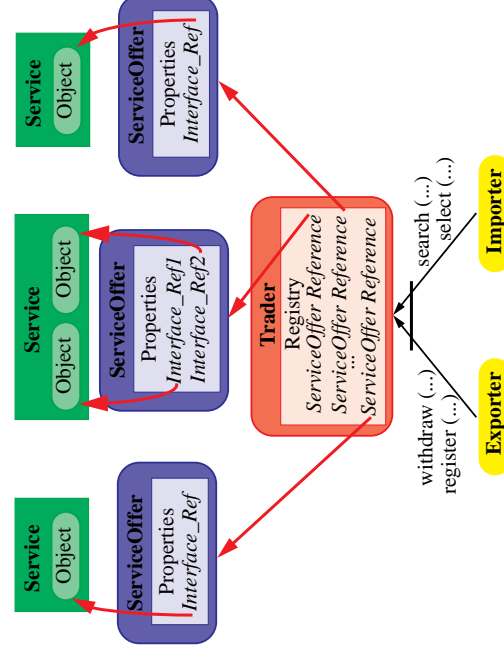 Service
Object
Service
Object
Object
Service
Object
ServiceOffer
Properties
Interface_Ref
ServiceOffer
Properties
Interface_Ref1
Interface_Ref2
ServiceOffer
Properties
Interface_Ref
Trader
Registry
ServiceOffer Reference
ServiceOffer Reference
...
ServiceOffer Reference
withdraw (...)
register (...)
search (...)
select (...)
Exporter
Importer